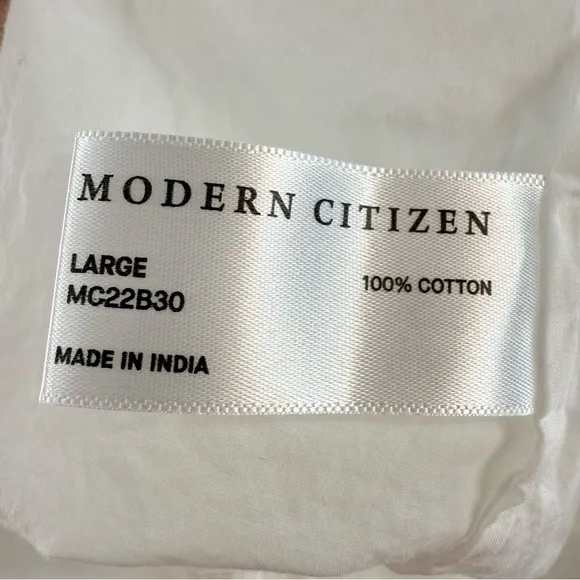 MODERN CITIZEN
LARGE
MC22B30
100% COTTON
MADE IN INDIA